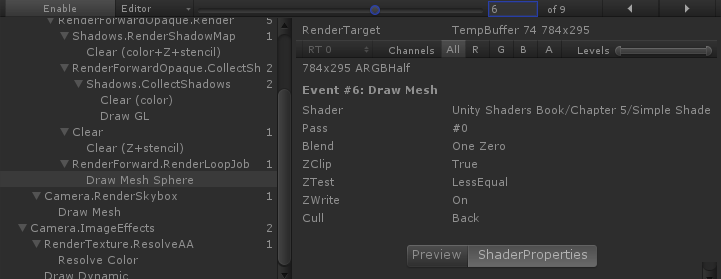 Enable Editor 6 of 9
RenderForwardOpaque.Render 5
Shadows.RenderShadowMap 1
Clear (color+Z+stencil)
RenderForwardOpaque.CollectSh 2
Shadows.CollectShadows 2
Clear (color)
Draw GL
Clear 1
Clear (Z+stencil)
RenderForward.RenderLoopJob 1
Draw Mesh Sphere
Camera.RenderSkybox 1
Draw Mesh
Camera.ImageEffects 2
RenderTexture.ResolveAA 1
Resolve Color
Draw Dynamic
RenderTarget TempBuffer 74 784x295
RT 0 Channels All R G B A Levels
784x295 ARGBHalf
Event #6: Draw Mesh
Shader Unity Shaders Book/Chapter 5/Simple Shade
Pass #0
Blend One Zero
ZClip True
ZTest LessEqual
ZWrite On
Cull Back
Preview ShaderProperties